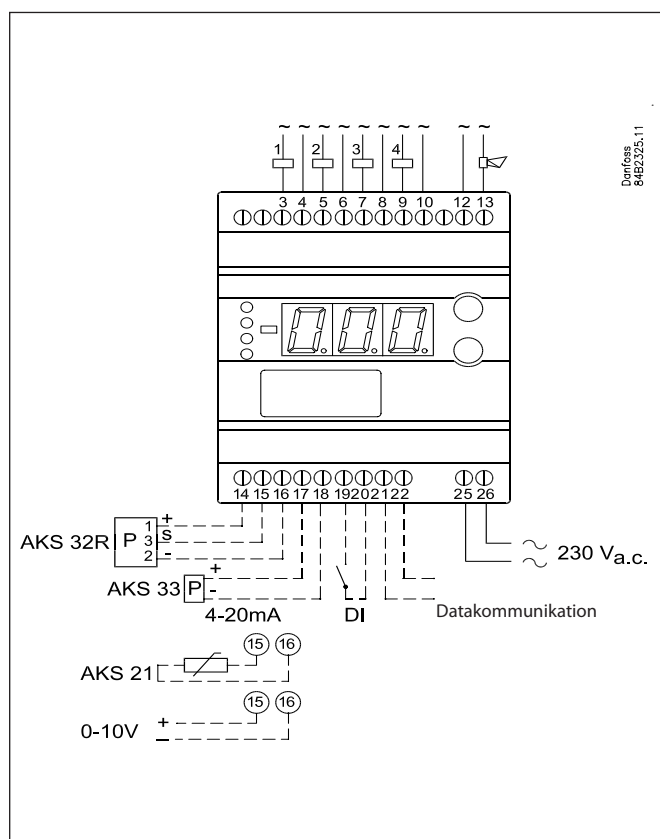 ~ ~ ~ ~ ~ ~ ~ ~ ~ ~
1 2 3 4
Danfoss
84B2325.11
3 4 5 6 7 8 9 10 12 13
0.0.0.
14 15 16 17 18 19 20 21 22 25 26
AKS 32R P 1 + 3 s 2 -
~ 230 V a.c.
~
AKS 33 P + -
4-20mA DI Datakommunikation
15 16
AKS 21
15 16
0-10V + –